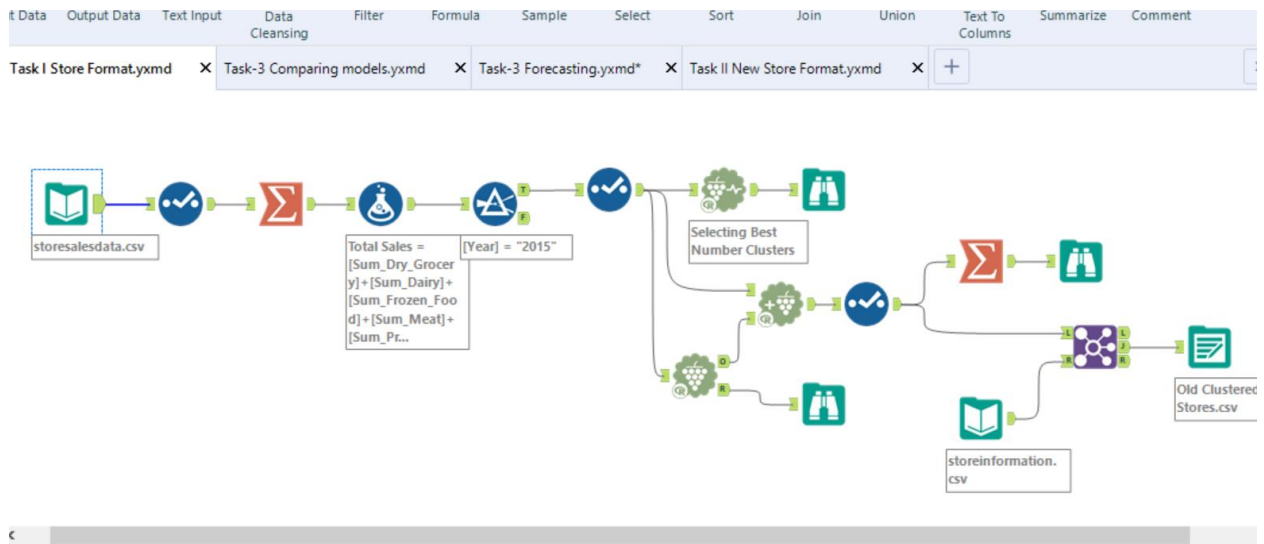 t Data Output Data Text Input Data Filter Formula Sample Select Sort Join Union Text To Summarize Comment
Cleansing Columns
Task I Store Format.yxmd X Task-3 Comparing models.yxmd X Task-3 Forecasting.yxmd* X Task II New Store Format.yxmd X +
storesalesdata.csv
Total Sales =
[Sum_Dry_Grocer
y]+[Sum_Dairy]+
[Sum_Frozen_Foo
d]+[Sum_Meat]+
[Sum_Pr...
[Year] = "2015"
T
F
Selecting Best
Number Clusters
O
R
L
R
L
J
R
storeinformation.
csv
Old Clustered
Stores.csv